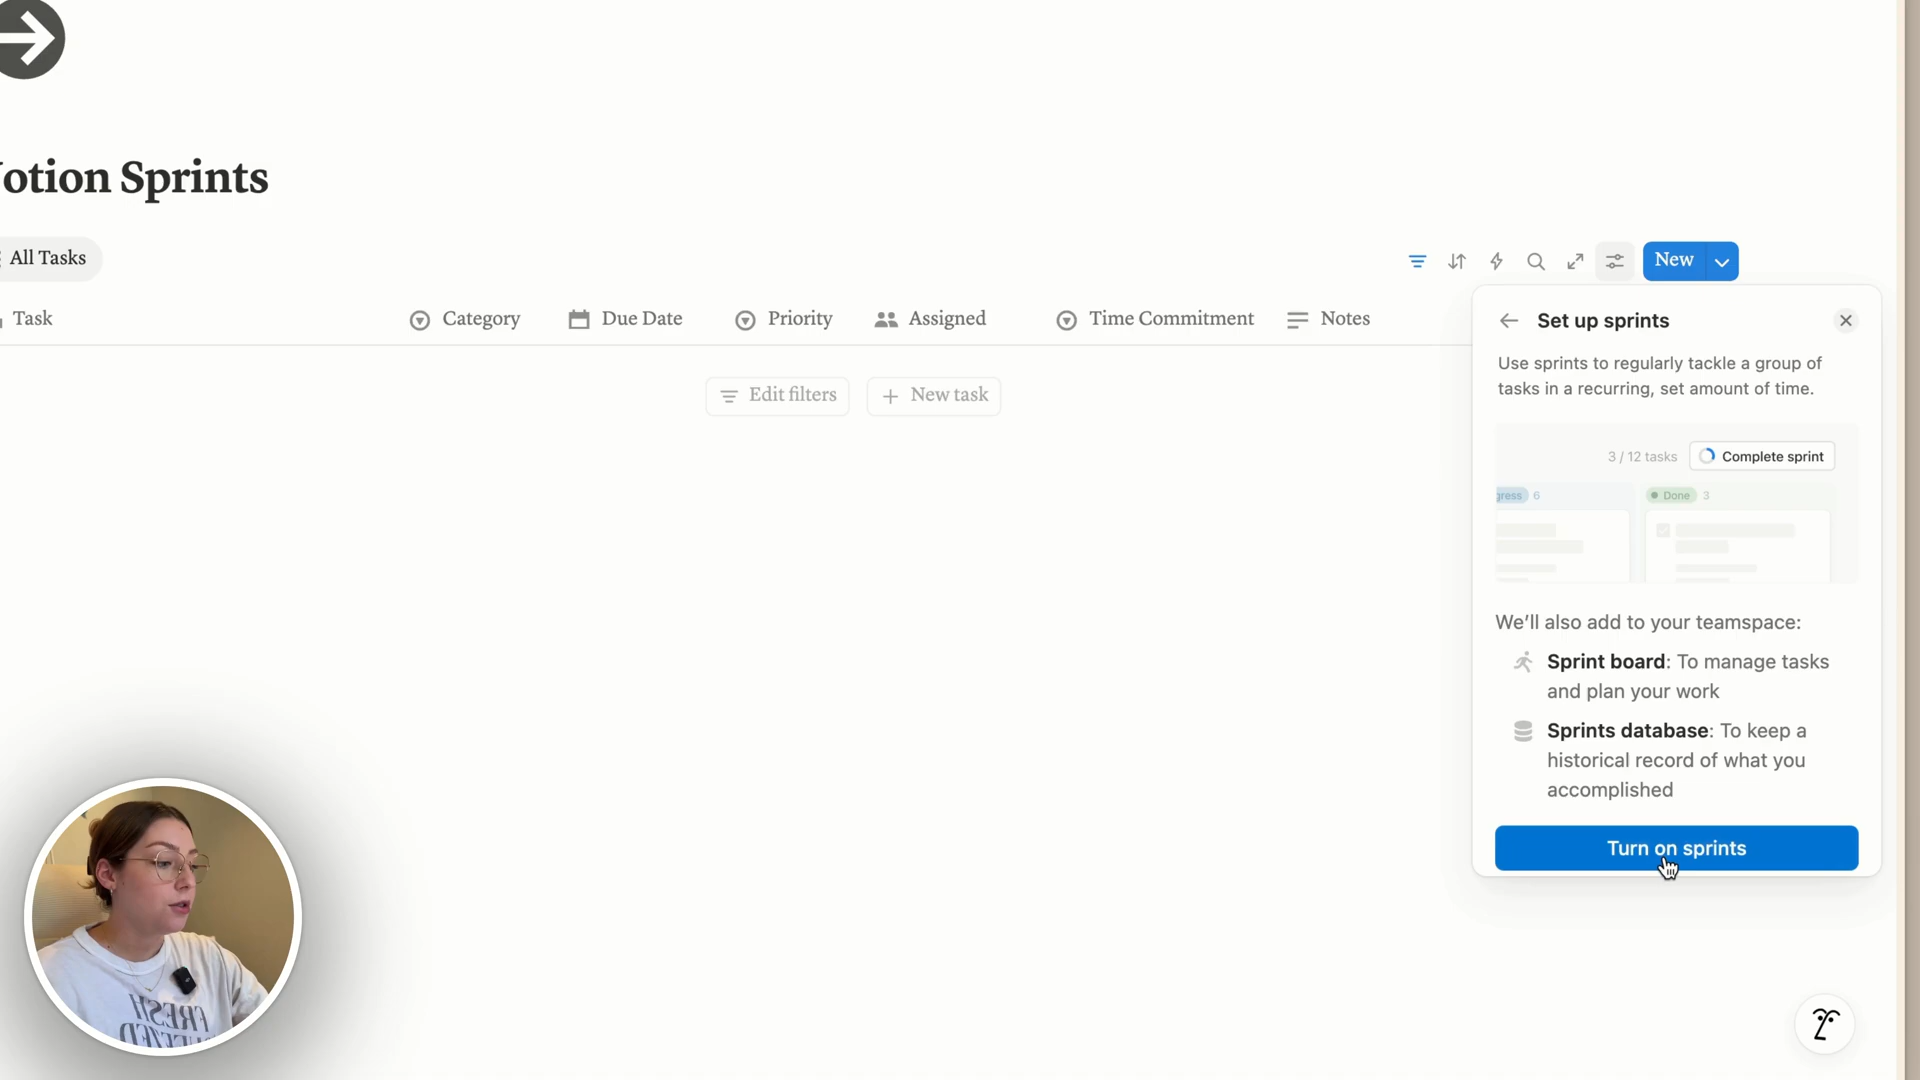 otion Sprints
All Tasks
New
Task
Category
Due Date
Priority
Assigned
Time Commitment
Notes
Edit filters
New task
Set up sprints
Use sprints to regularly tackle a group of
tasks in a recurring, set amount of time.
3 / 12 tasks
Complete sprint
gress 6
Done 3
We'll also add to your teamspace:
Sprint board: To manage tasks
and plan your work
Sprints database: To keep a
historical record of what you
accomplished
Turn on sprints
FRESH